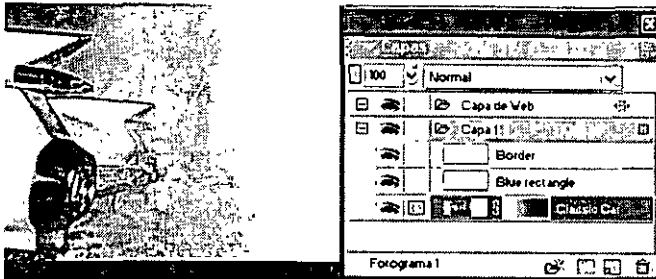 Capas
100 Normal
Capa de Web
Capa 1
Border
Blue rectangle
Classic Car
Fotograma 1